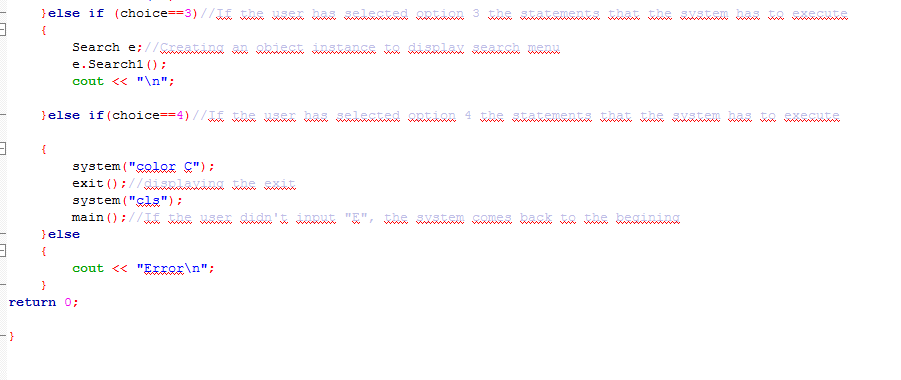 }else if (choice==3)//If the user has selected option 3 the statements that the system has to execute
{
Search e;//Creating an object instance to display search menu
e.Search1();
cout << "\n";
}else if(choice==4)//If the user has selected option 4 the statements that the system has to execute
{
system("color C");
exit();//displaying the exit
system("cls");
main();//If the user didn't input "E", the system comes back to the begining
}else
{
cout << "Error\n";
}
return 0;
}